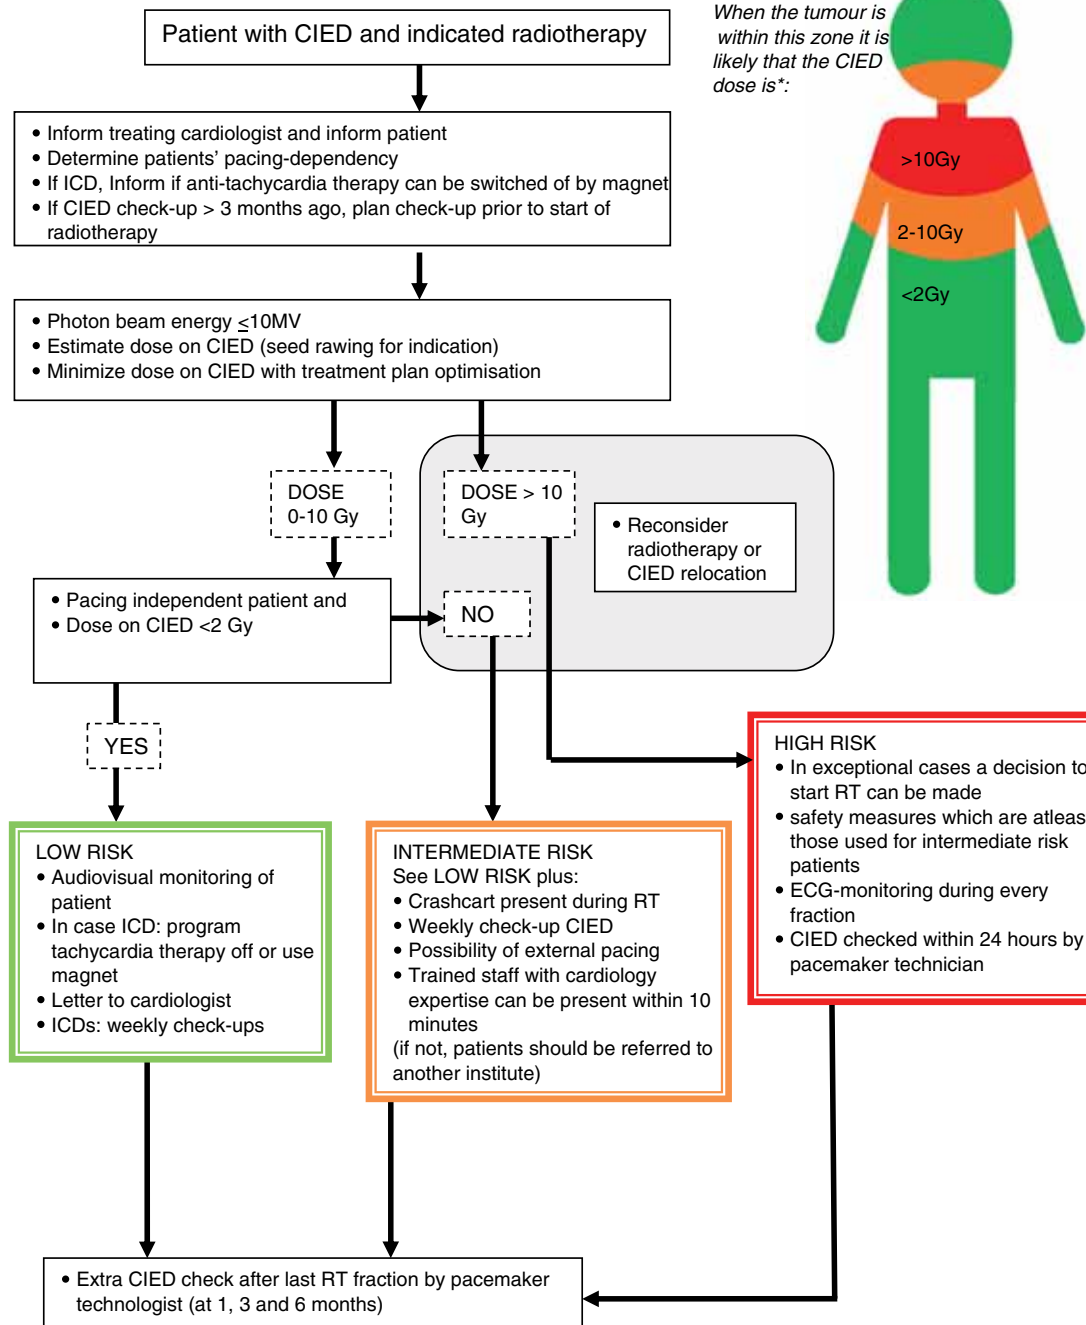 Patient with CIED and indicated radiotherapy
When the tumour is
within this zone it is
likely that the CIED
dose is*:
>10Gy
2-10Gy
<2Gy
• Inform treating cardiologist and inform patient
• Determine patients' pacing-dependency
• If ICD, Inform if anti-tachycardia therapy can be switched of by magnet
• If CIED check-up > 3 months ago, plan check-up prior to start of
radiotherapy
• Photon beam energy ≤10MV
• Estimate dose on CIED (seed rawing for indication)
• Minimize dose on CIED with treatment plan optimisation
DOSE
0-10 Gy
DOSE > 10
Gy
• Reconsider
radiotherapy or
CIED relocation
• Pacing independent patient and
• Dose on CIED <2 Gy
NO
YES
LOW RISK
• Audiovisual monitoring of
patient
• In case ICD: program
tachycardia therapy off or use
magnet
• Letter to cardiologist
• ICDs: weekly check-ups
INTERMEDIATE RISK
See LOW RISK plus:
• Crashcart present during RT
• Weekly check-up CIED
• Possibility of external pacing
• Trained staff with cardiology
expertise can be present within 10
minutes
(if not, patients should be referred to
another institute)
HIGH RISK
• In exceptional cases a decision to
start RT can be made
• safety measures which are atleas
those used for intermediate risk
patients
• ECG-monitoring during every
fraction
• CIED checked within 24 hours by
pacemaker technician
• Extra CIED check after last RT fraction by pacemaker
technologist (at 1, 3 and 6 months)